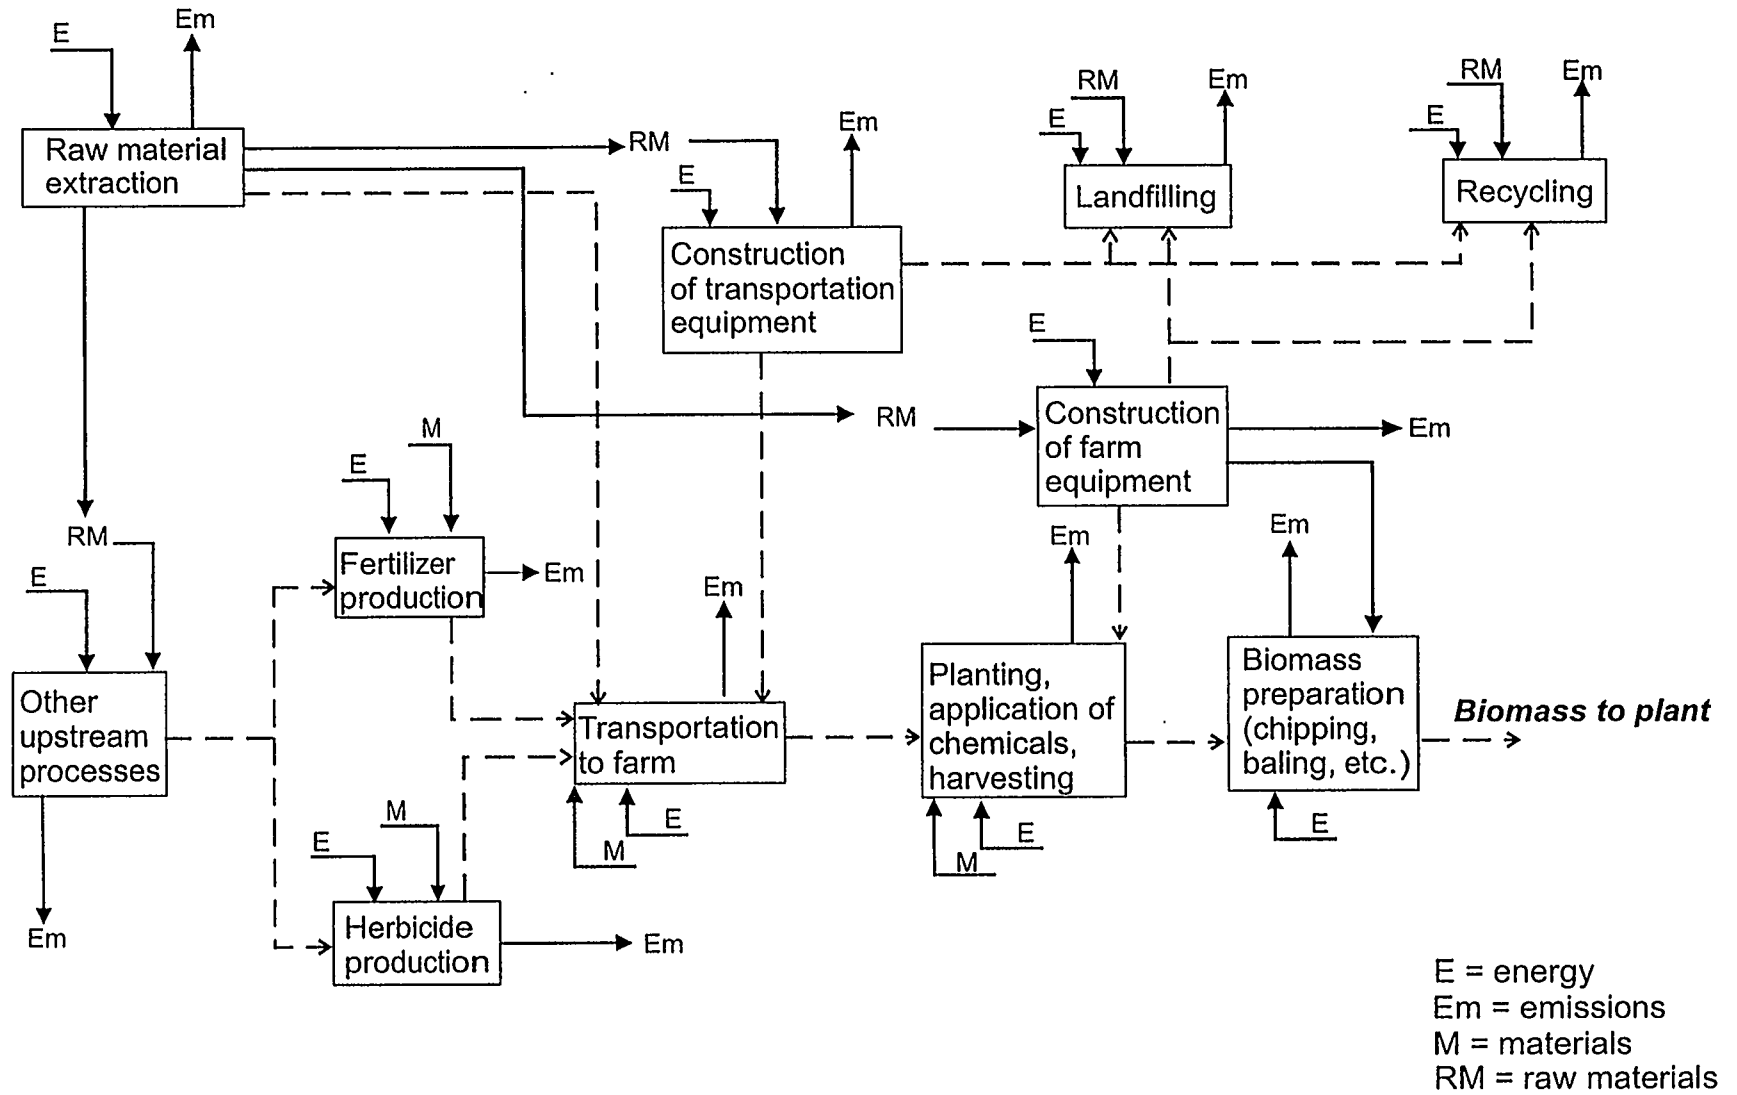 E
Em
Raw material
extraction
RM
E
Em
Construction
of transportation
equipment
RM
E
Em
Landfilling
RM
E
Em
Recycling
E
RM
Construction
of farm
equipment
Em
RM
E
Other
upstream
processes
Em
E
M
Fertilizer
production
Em
E
M
Herbicide
production
Em
Em
Transportation
to farm
E
M
Em
Planting,
application of
chemicals,
harvesting
E
M
Em
Biomass
preparation
(chipping,
baling, etc.)
E
Biomass to plant
E = energy
Em = emissions
M = materials
RM = raw materials